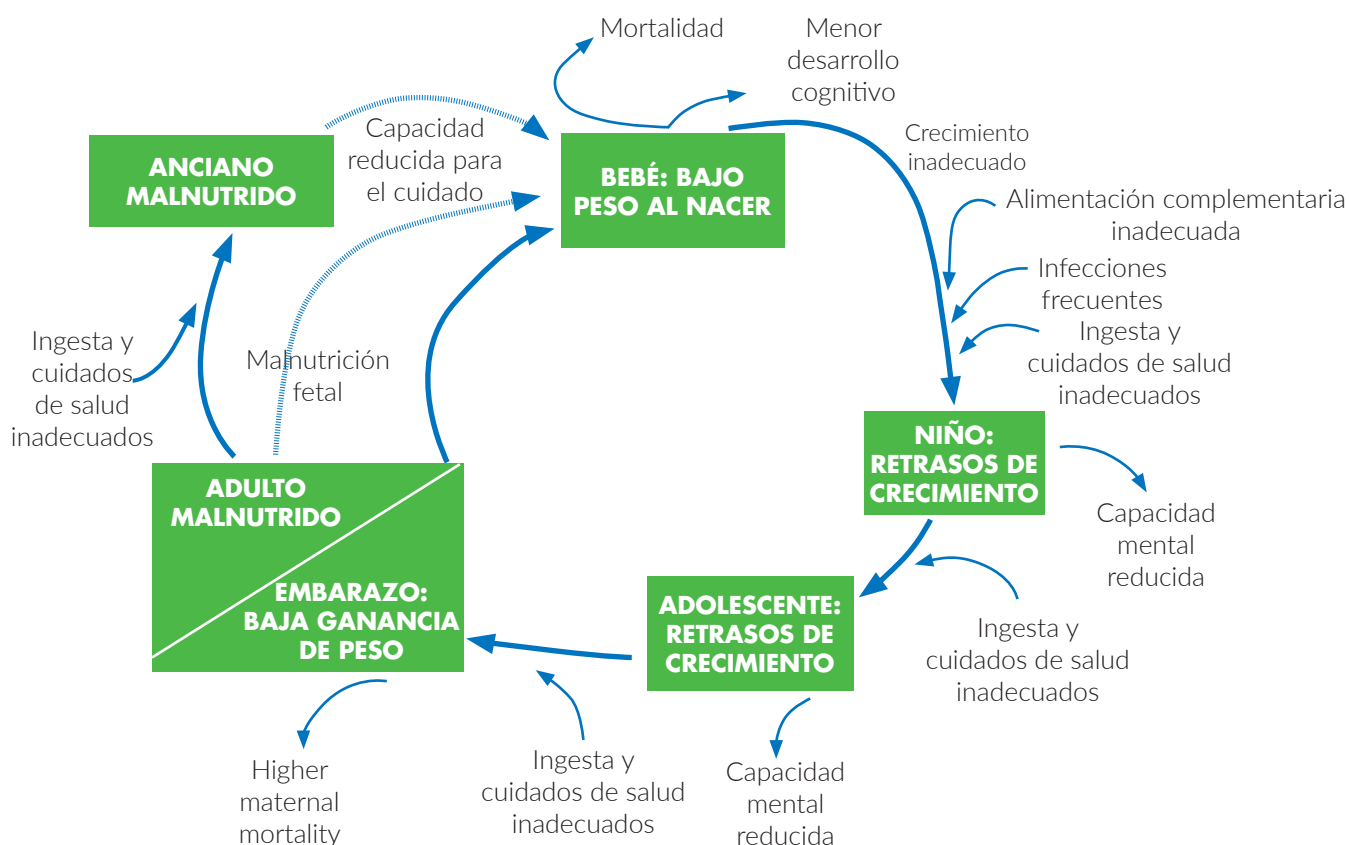 Mortalidad
Menor
desarrollo
cognitivo
Capacidad
reducida para
el cuidado
ANCIANO
MALNUTRIDO
BEBÉ: BAJO
PESO AL NACER
Crecimiento
inadecuado
Alimentación complementaria
inadecuada
Infecciones
frecuentes
Ingesta y
cuidados de salud
inadecuados
Ingesta y
cuidados
de salud
inadecuados
Malnutrición
fetal
NIÑO:
RETRASOS DE
CRECIMIENTO
Capacidad
mental
reducida
ADULTO
MALNUTRIDO
EMBARAZO:
BAJA GANANCIA
DE PESO
ADOLESCENTE:
RETRASOS DE
CRECIMIENTO
Ingesta y
cuidados de salud
inadecuados
Higher
maternal
mortality
Ingesta y
cuidados de salud
inadecuados
Capacidad
mental
reducida